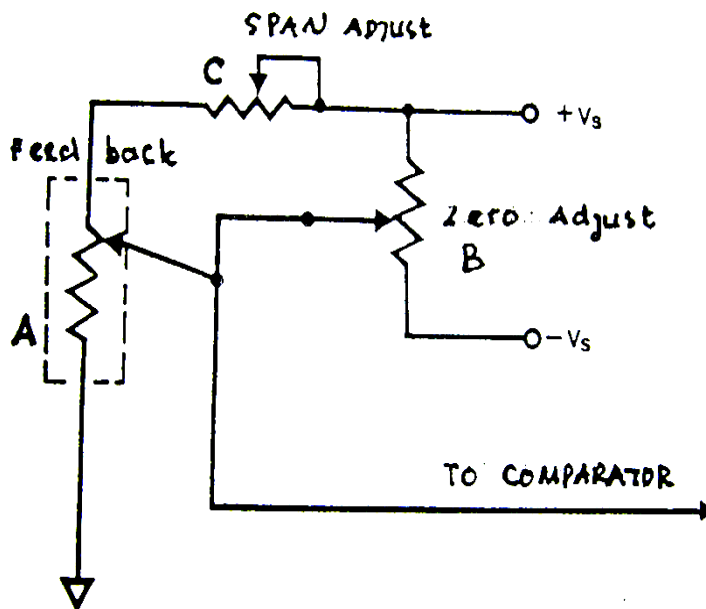 SPAN Adjust
C
+Vs
Feed back
Zero Adjust
B
A
-Vs
TO COMPARATOR